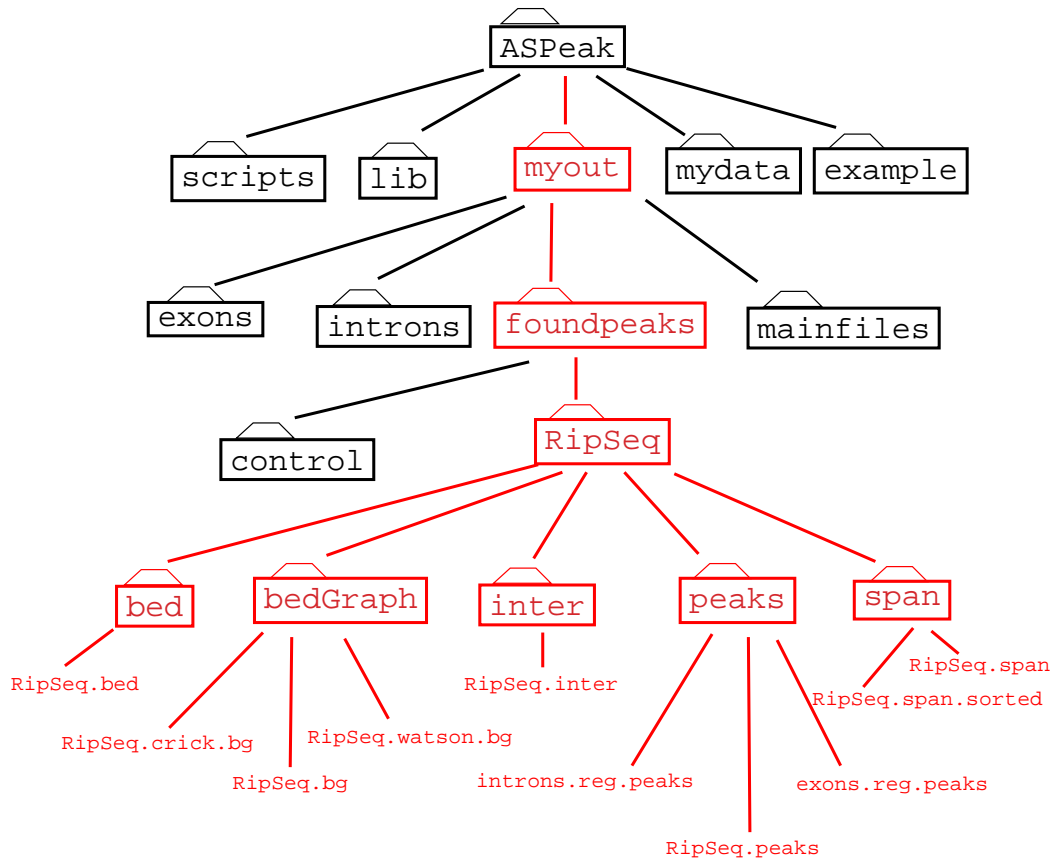 ASPeak
scripts
lib
myout
mydata
example
exons
introns
foundpeaks
mainfiles
control
RipSeq
bed
bedGraph
inter
peaks
span
RipSeq.bed
RipSeq.crick.bg
RipSeq.bg
RipSeq.watson.bg
RipSeq.inter
introns.reg.peaks
RipSeq.peaks
exons.reg.peaks
RipSeq.span.sorted
RipSeq.span